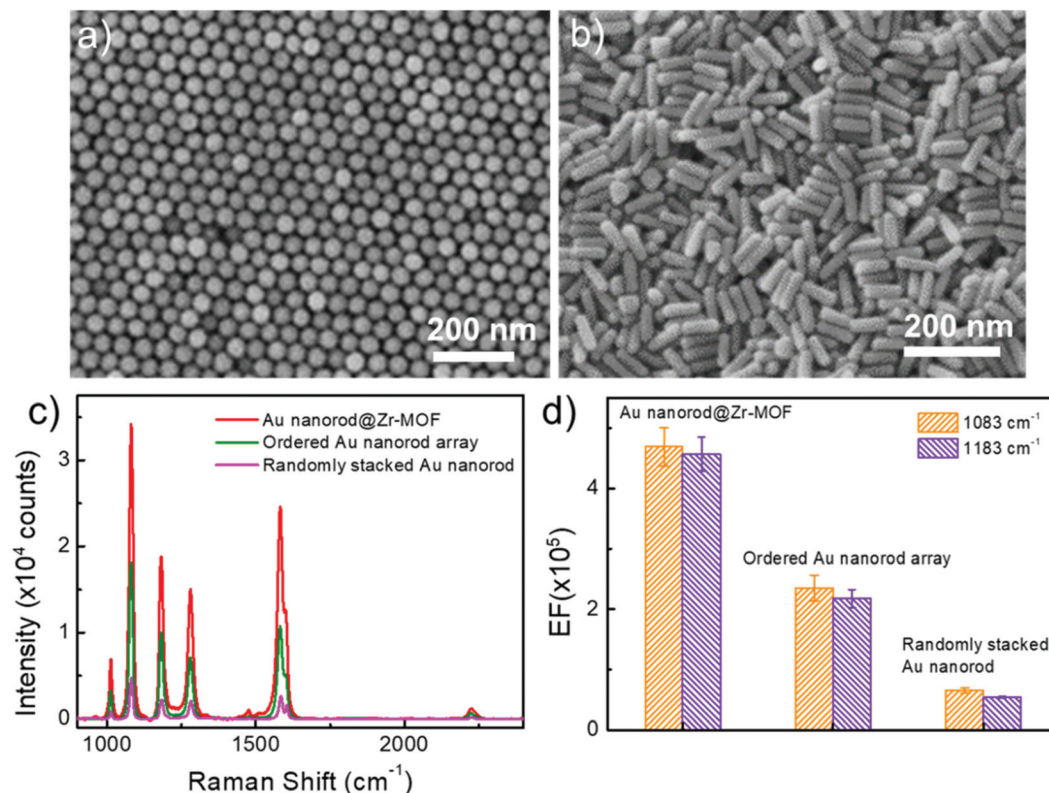 a)
200 nm
b)
200 nm
c)
Au nanorod@Zr-MOF
Ordered Au nanorod array
Randomly stacked Au nanorod
Intensity (x10⁴ counts)
3
2
1
0
1000
1500
2000
Raman Shift (cm⁻¹)
d)
Au nanorod@Zr-MOF
1083 cm⁻¹
1183 cm⁻¹
Ordered Au nanorod array
Randomly stacked
Au nanorod
EF(x10⁵)
4
2
0